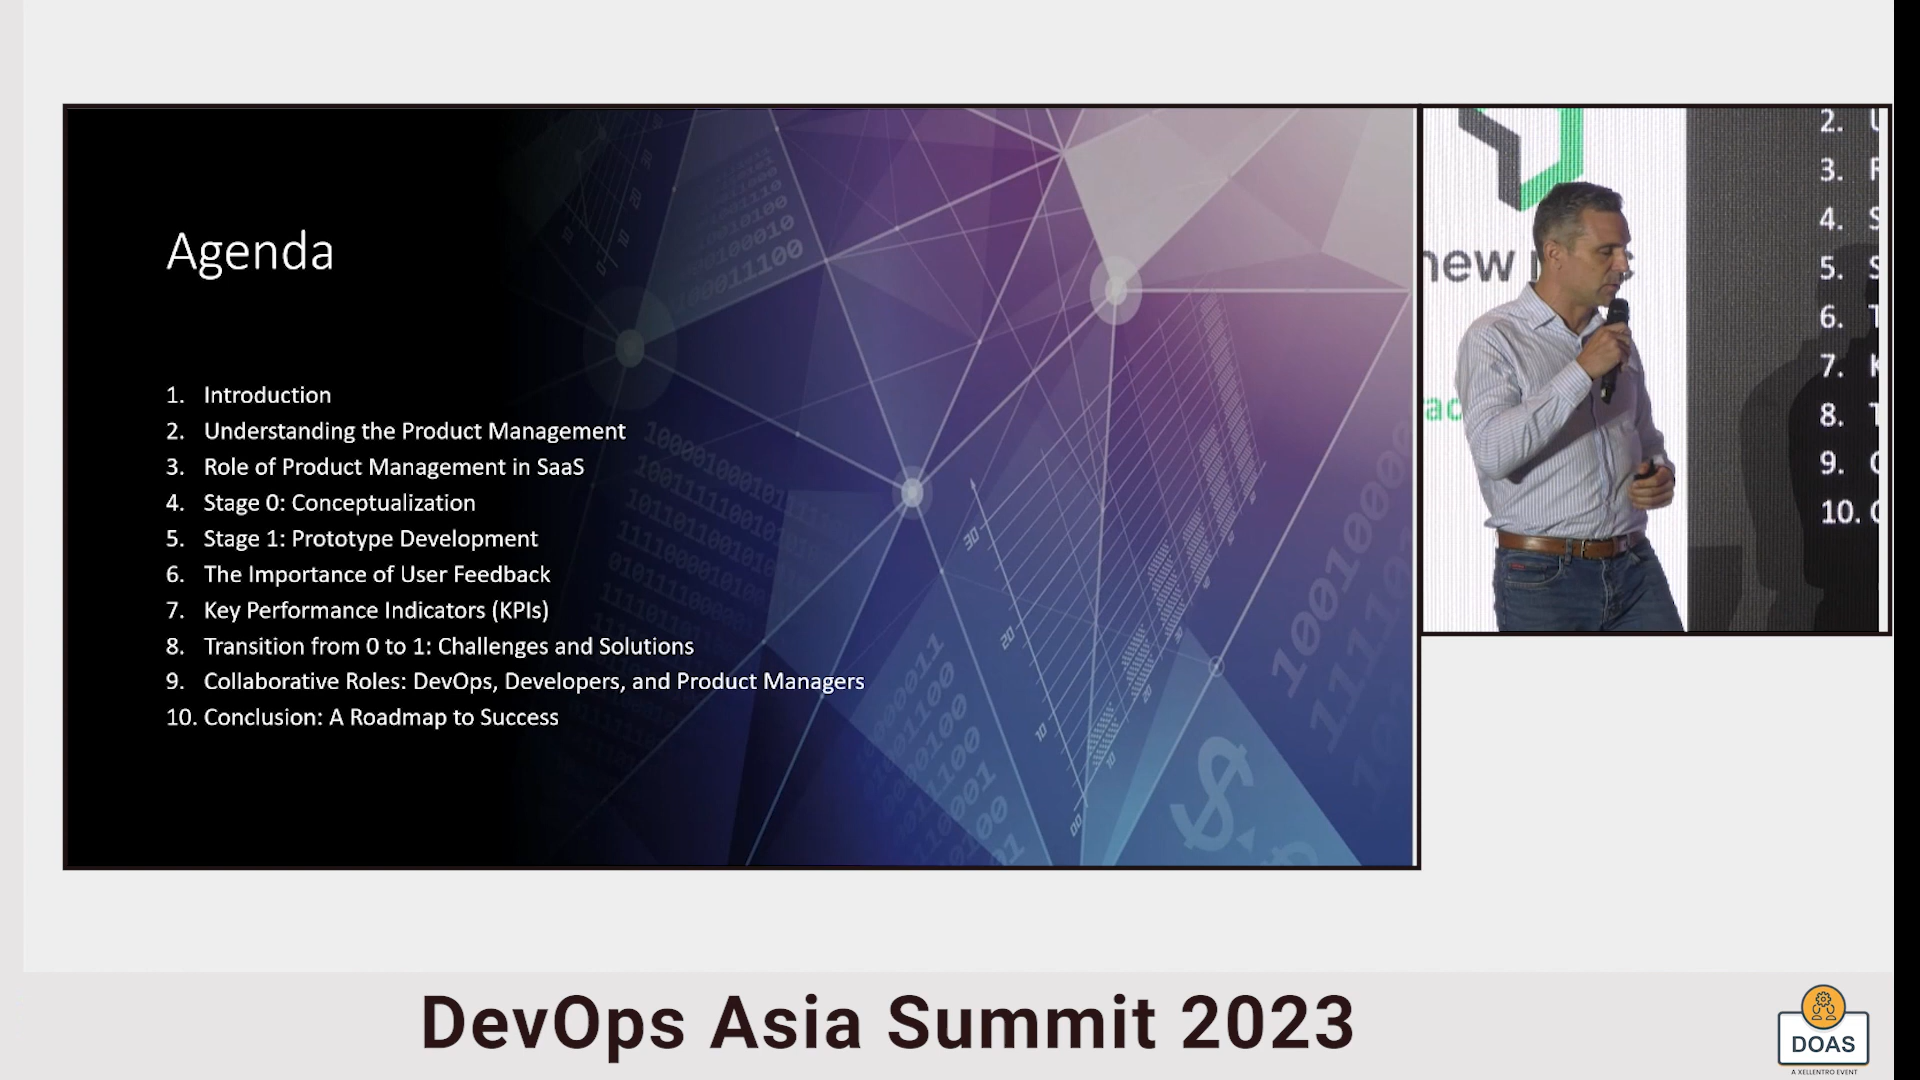 Agenda
1. Introduction
2. Understanding the Product Management
3. Role of Product Management in SaaS
4. Stage 0: Conceptualization
5. Stage 1: Prototype Development
6. The Importance of User Feedback
7. Key Performance Indicators (KPIs)
8. Transition from 0 to 1: Challenges and Solutions
9. Collaborative Roles: DevOps, Developers, and Product Managers
10. Conclusion: A Roadmap to Success
2.
3.
4. S
5. S
6. T
7. K
8. T
9. C
10. C
DevOps Asia Summit 2023
DOAS
A XELLENTRO EVENT